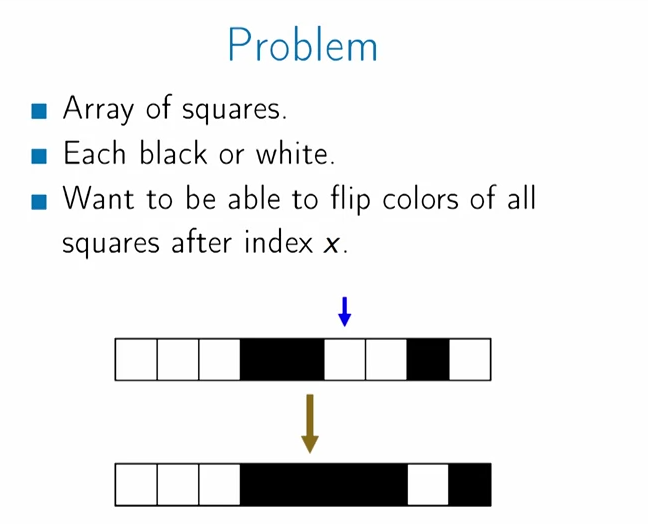 Problem
Array of squares.
Each black or white.
Want to be able to flip colors of all
squares after index x.